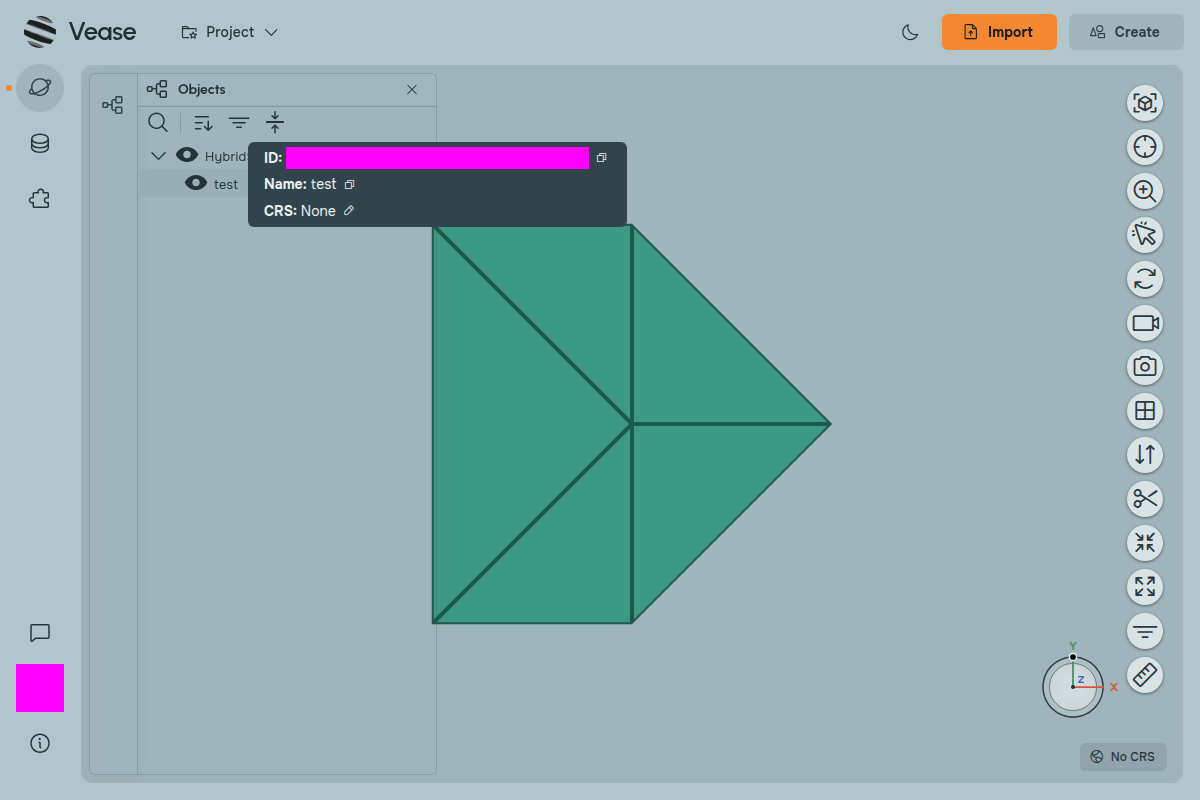 Vease
Project
Import
Create
Objects
Hybrid
test
ID:
Name: test
CRS: None
Y
Z
X
No CRS